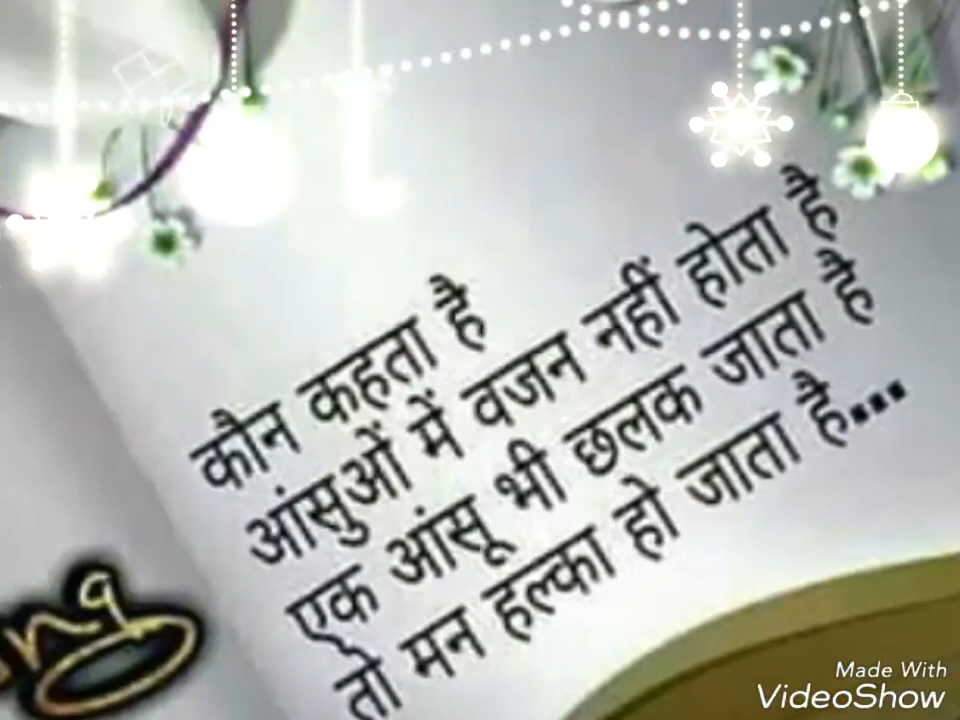 कौन कहता है
आंसुओं में वजन नहीं होता है
एक आंसू भी छलक जाता है
तो मन हल्का हो जाता है...
Made With
VideoShow